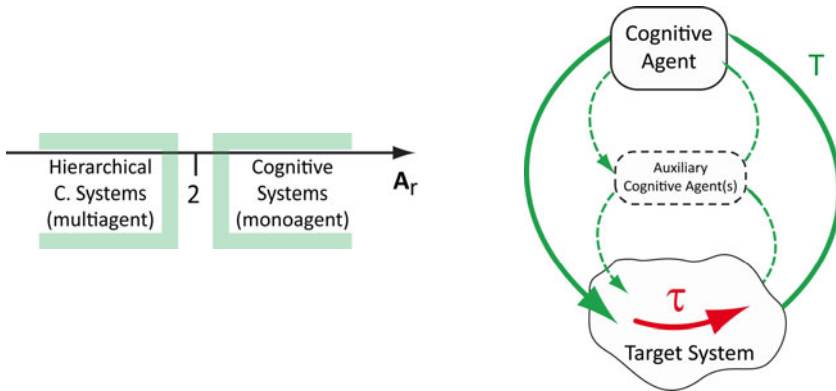 Hierarchical
C. Systems
(multiagent)
2
Cognitive
Systems
(monoagent)
Ar
Cognitive
Agent
T
Auxiliary
Cognitive Agent(s)
τ
Target System